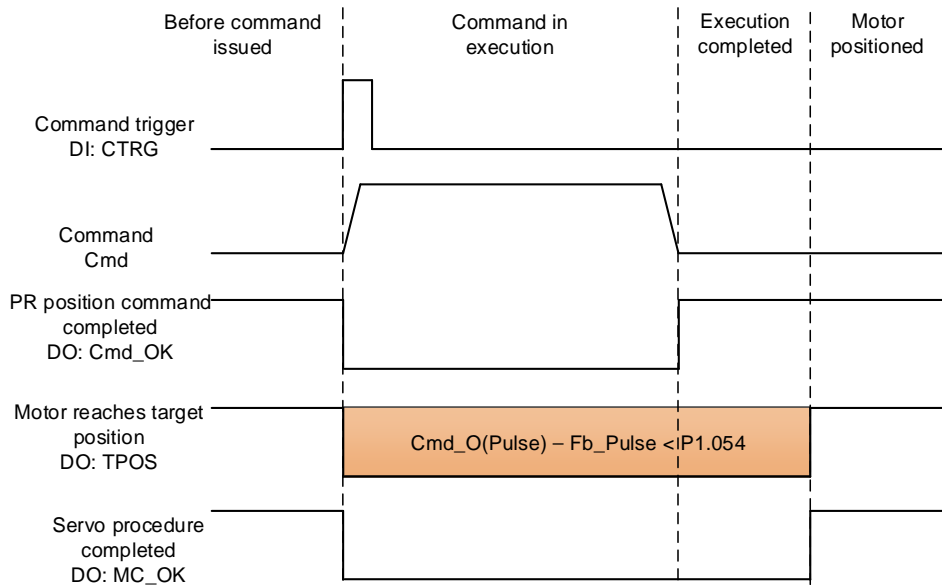 Before command
issued
Command in
execution
Execution
completed
Motor
positioned
Command trigger
DI: CTRG
Command
Cmd
PR position command
completed
DO: Cmd_OK
Motor reaches target
position
DO: TPOS
Cmd_O(Pulse) – Fb_Pulse < P1.054
Servo procedure
completed
DO: MC_OK